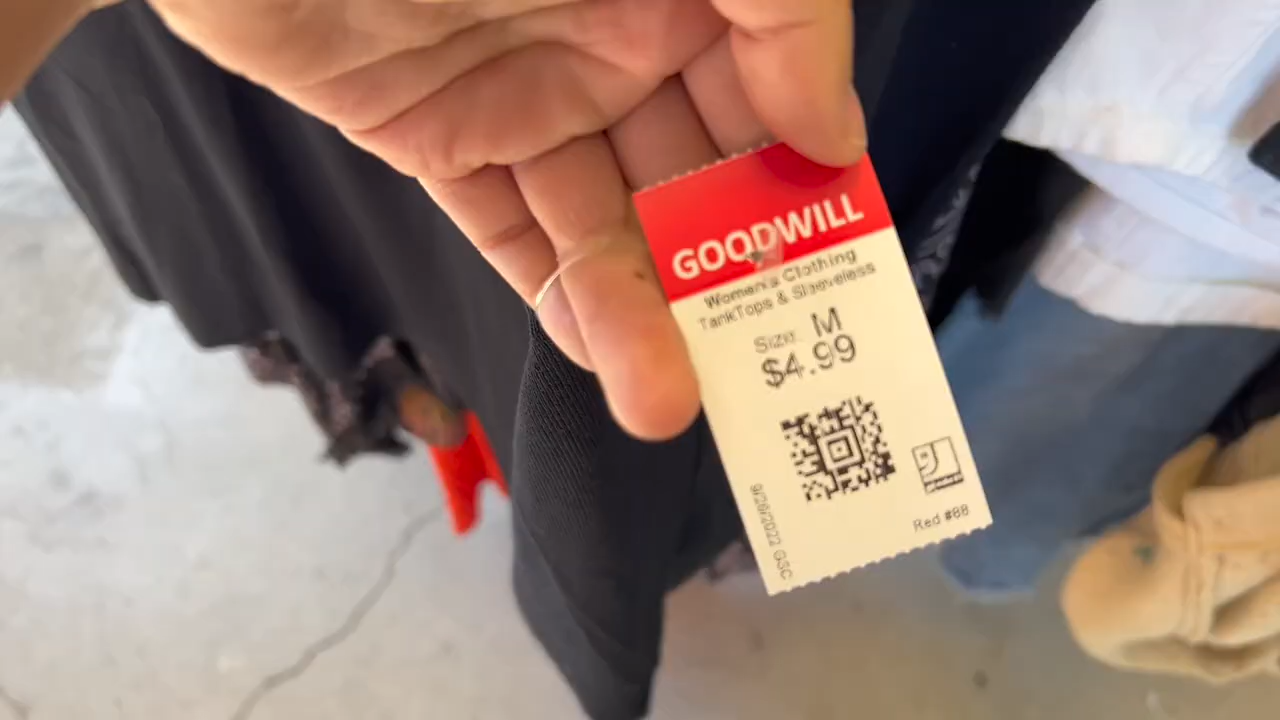 GOODWILL
Women's Clothing
TankTops & Sleeveless
Size: M
$4.99
9/26/2022 GSC
Red #88